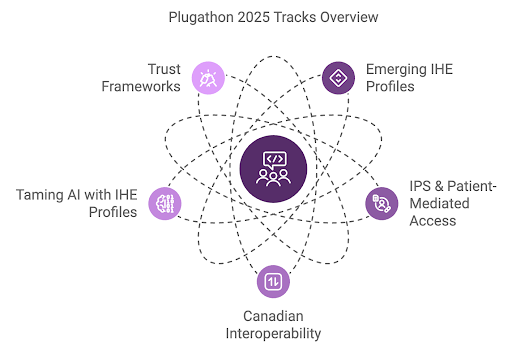 Plugathon 2025 Tracks Overview
Trust
Frameworks
Emerging IHE
Profiles
Taming AI with IHE
Profiles
IPS & Patient-
Mediated
Access
Canadian
Interoperability